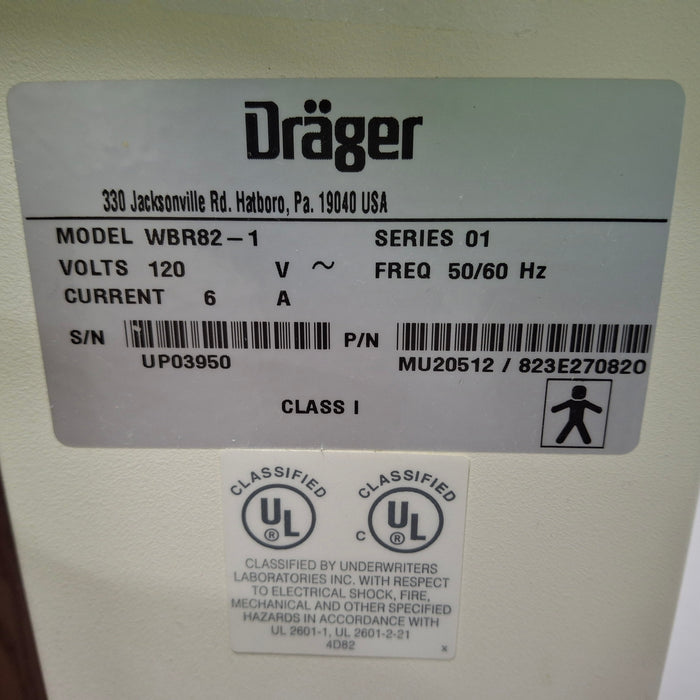 Dräger
330 Jacksonville Rd. Hatboro, Pa. 19040 USA
MODEL WBR82-1 SERIES 01
VOLTS 120 V ~ FREQ 50/60 Hz
CURRENT 6 A
S/N P/N
UP03950 MU20512 / 823E270820
CLASS I
CLASSIFIED CLASSIFIED
UL ® C UL ®
CLASSIFIED BY UNDERWRITERS
LABORATORIES INC. WITH RESPECT
TO ELECTRICAL SHOCK, FIRE,
MECHANICAL AND OTHER SPECIFIED
HAZARDS IN ACCORDANCE WITH
UL 2601-1, UL 2601-2-21
4D82 x